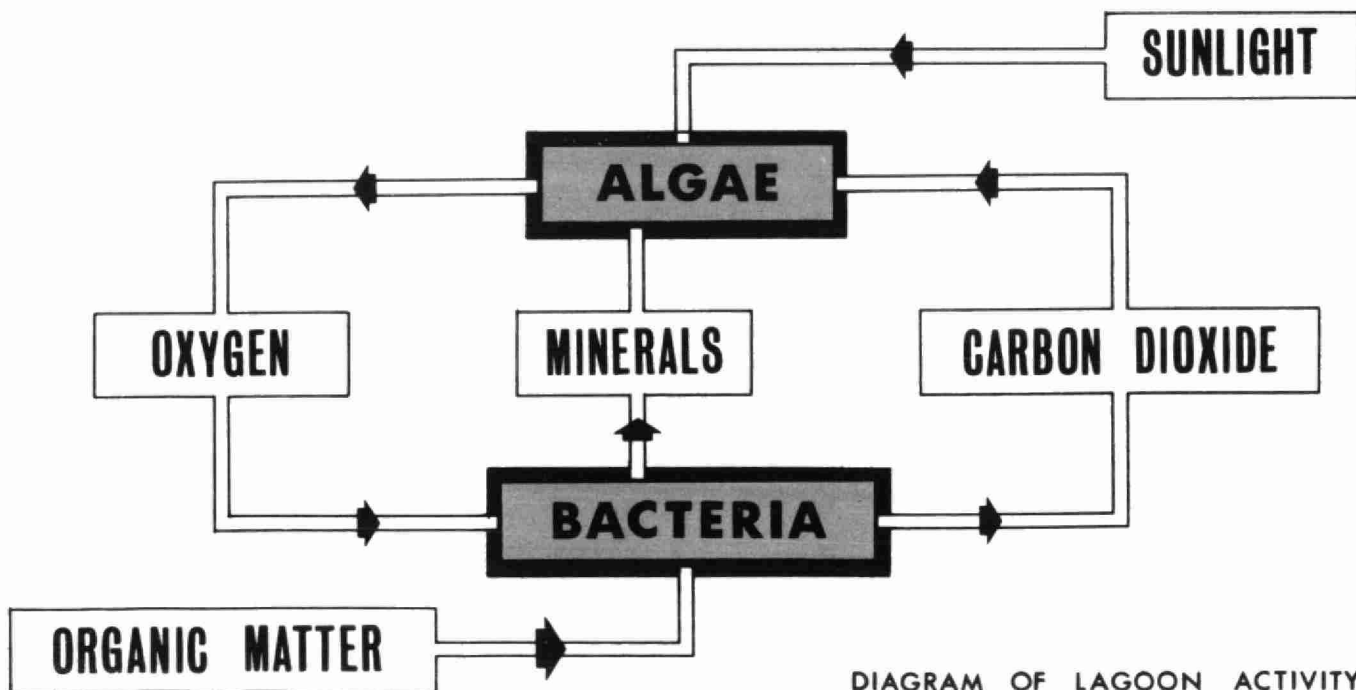 SUNLIGHT
ALGAE
OXYGEN
MINERALS
CARBON DIOXIDE
BACTERIA
ORGANIC MATTER
DIAGRAM OF LAGOON ACTIVITY